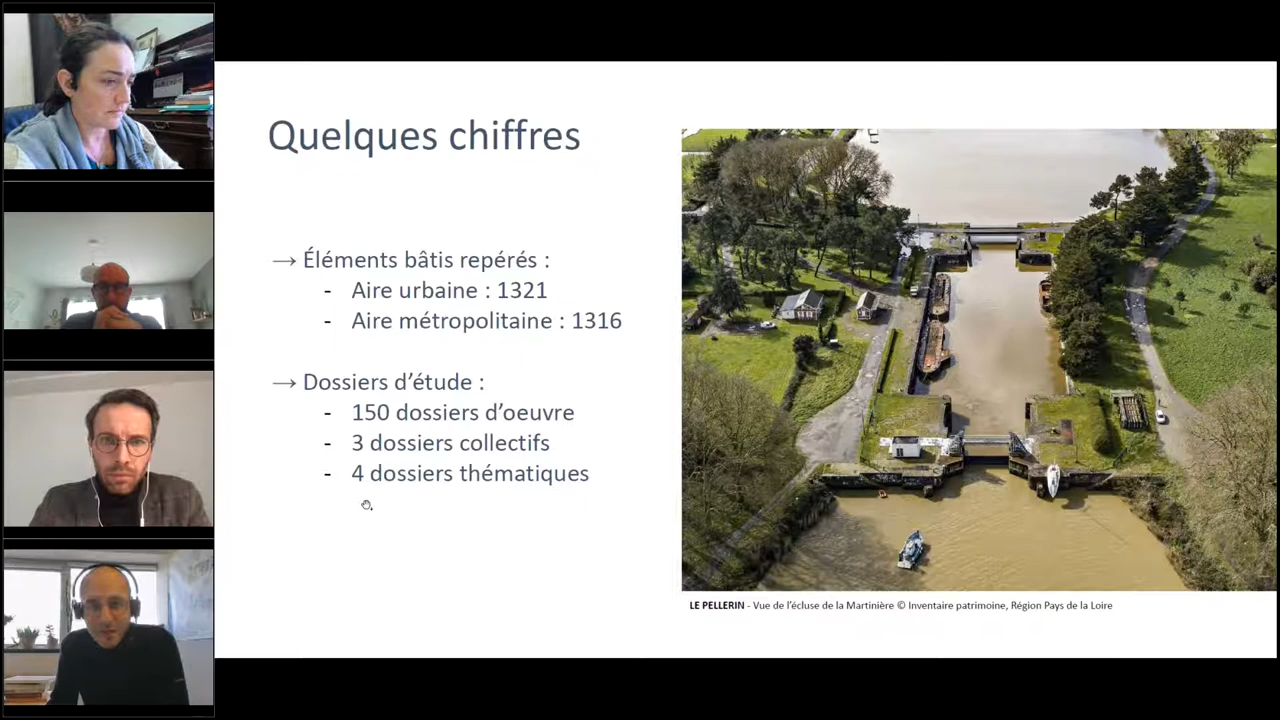 Quelques chiffres
→ Éléments bâtis repérés :
- Aire urbaine : 1321
- Aire métropolitaine : 1316
→ Dossiers d'étude :
- 150 dossiers d'oeuvre
- 3 dossiers collectifs
- 4 dossiers thématiques
LE PELLERIN - Vue de l'écluse de la Martinière © Inventaire patrimoine, Région Pays de la Loire